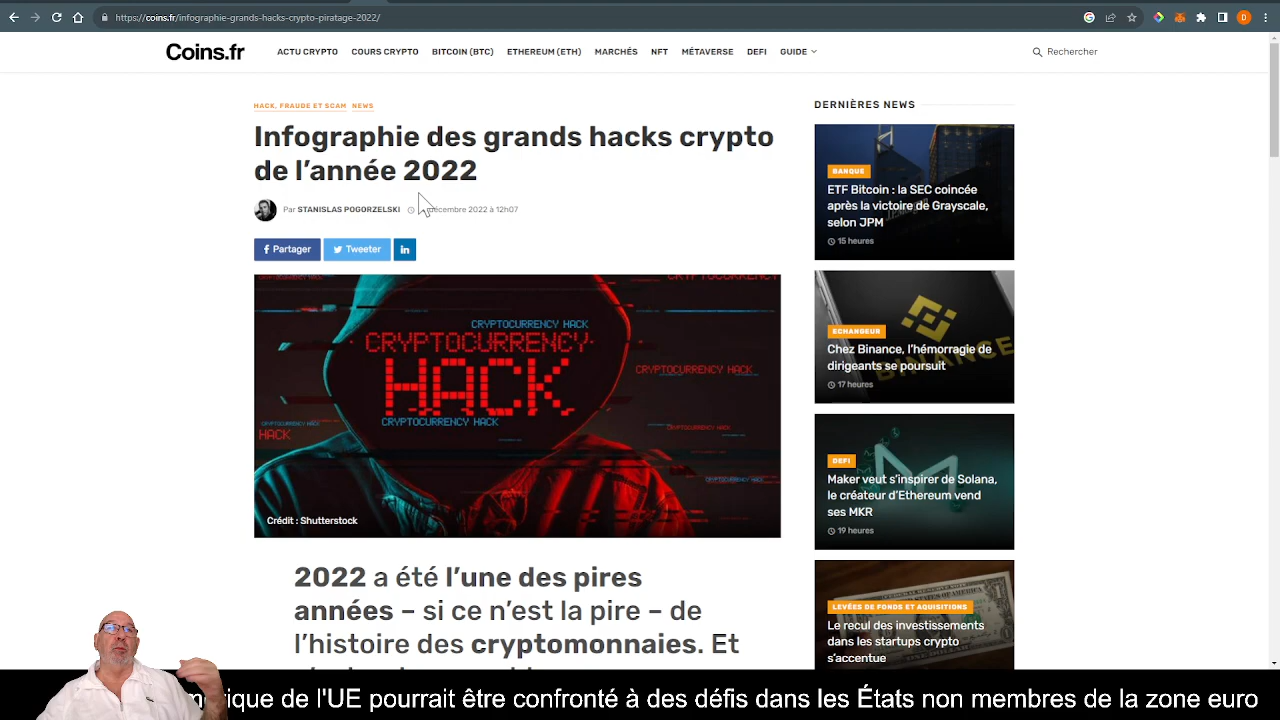 https://coins.fr/infographie-grands-hacks-crypto-piratage-2022/
Coins.fr
ACTU CRYPTO COURS CRYPTO BITCOIN (BTC) ETHEREUM (ETH) MARCHÉS NFT MÉTAVERSE DEFI GUIDE
Rechercher
HACK, FRAUDE ET SCAM NEWS
Infographie des grands hacks crypto
de l'année 2022
Par STANISLAS POGORZELSKI
décembre 2022 à 12h07
Partager
Tweeter
in
CRYPTOCURRENCY HACK
CRYPTOCURRENCY
HACK
CRYPTOCURRENCY HACK
CRYPTOCURRENCY HACK
HACK
Crédit : Shutterstock
2022 a été l'une des pires
années – si ce n'est la pire – de
l'histoire des cryptomonnaies. Et
DERNIÈRES NEWS
BANQUE
ETF Bitcoin : la SEC coincée
après la victoire de Grayscale,
selon JPM
15 heures
ECHANGEUR
Chez Binance, l'hémorragie de
dirigeants se poursuit
17 heures
BINANCE
DEFI
Maker veut s'inspirer de Solana,
le créateur d'Ethereum vend
ses MKR
19 heures
LEVÉES DE FONDS ET AQUISITIONS
Le recul des investissements
dans les startups crypto
s'accentue
de l'UE pourrait être confronté à des défis dans les États non membres de la zone euro